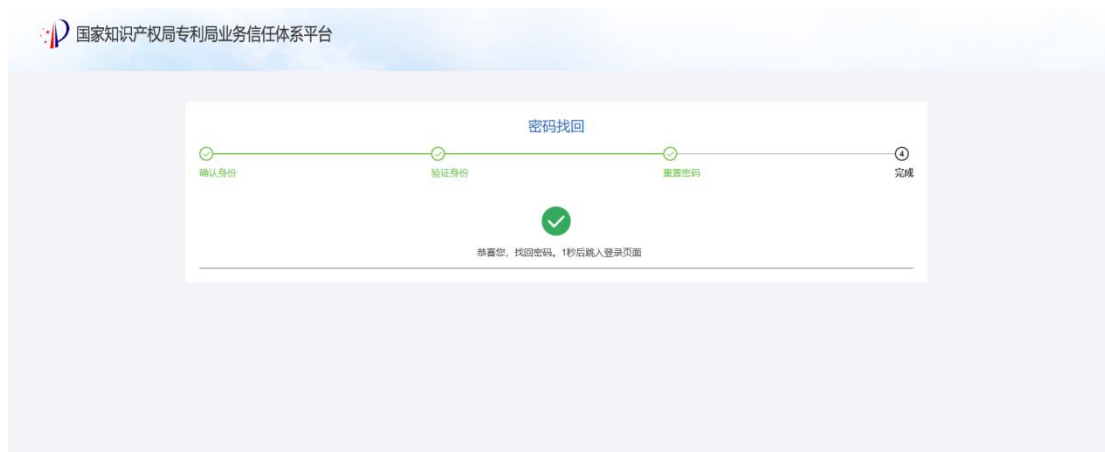 国家知识产权局专利局业务信任体系平台
密码找回
④
确认身份 验证身份 重置密码 完成
恭喜您，找回密码。1秒后跳入登录页面